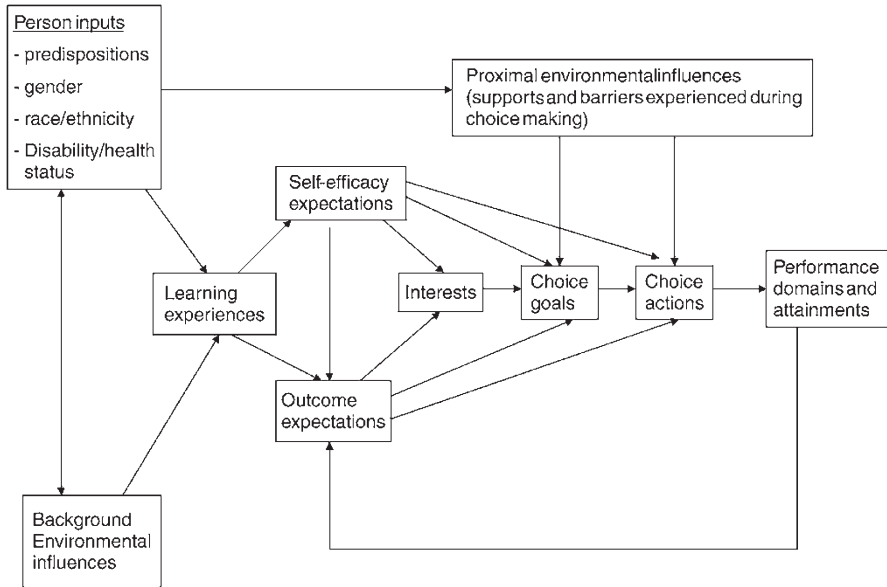 Person inputs
- predispositions
- gender
- race/ethnicity
- Disability/health
status
Proximal environmentalinfluences
(supports and barriers experienced during
choice making)
Self-efficacy
expectations
Learning
experiences
Interests
Choice
goals
Choice
actions
Performance
domains and
attainments
Outcome
expectations
Background
Environmental
influences